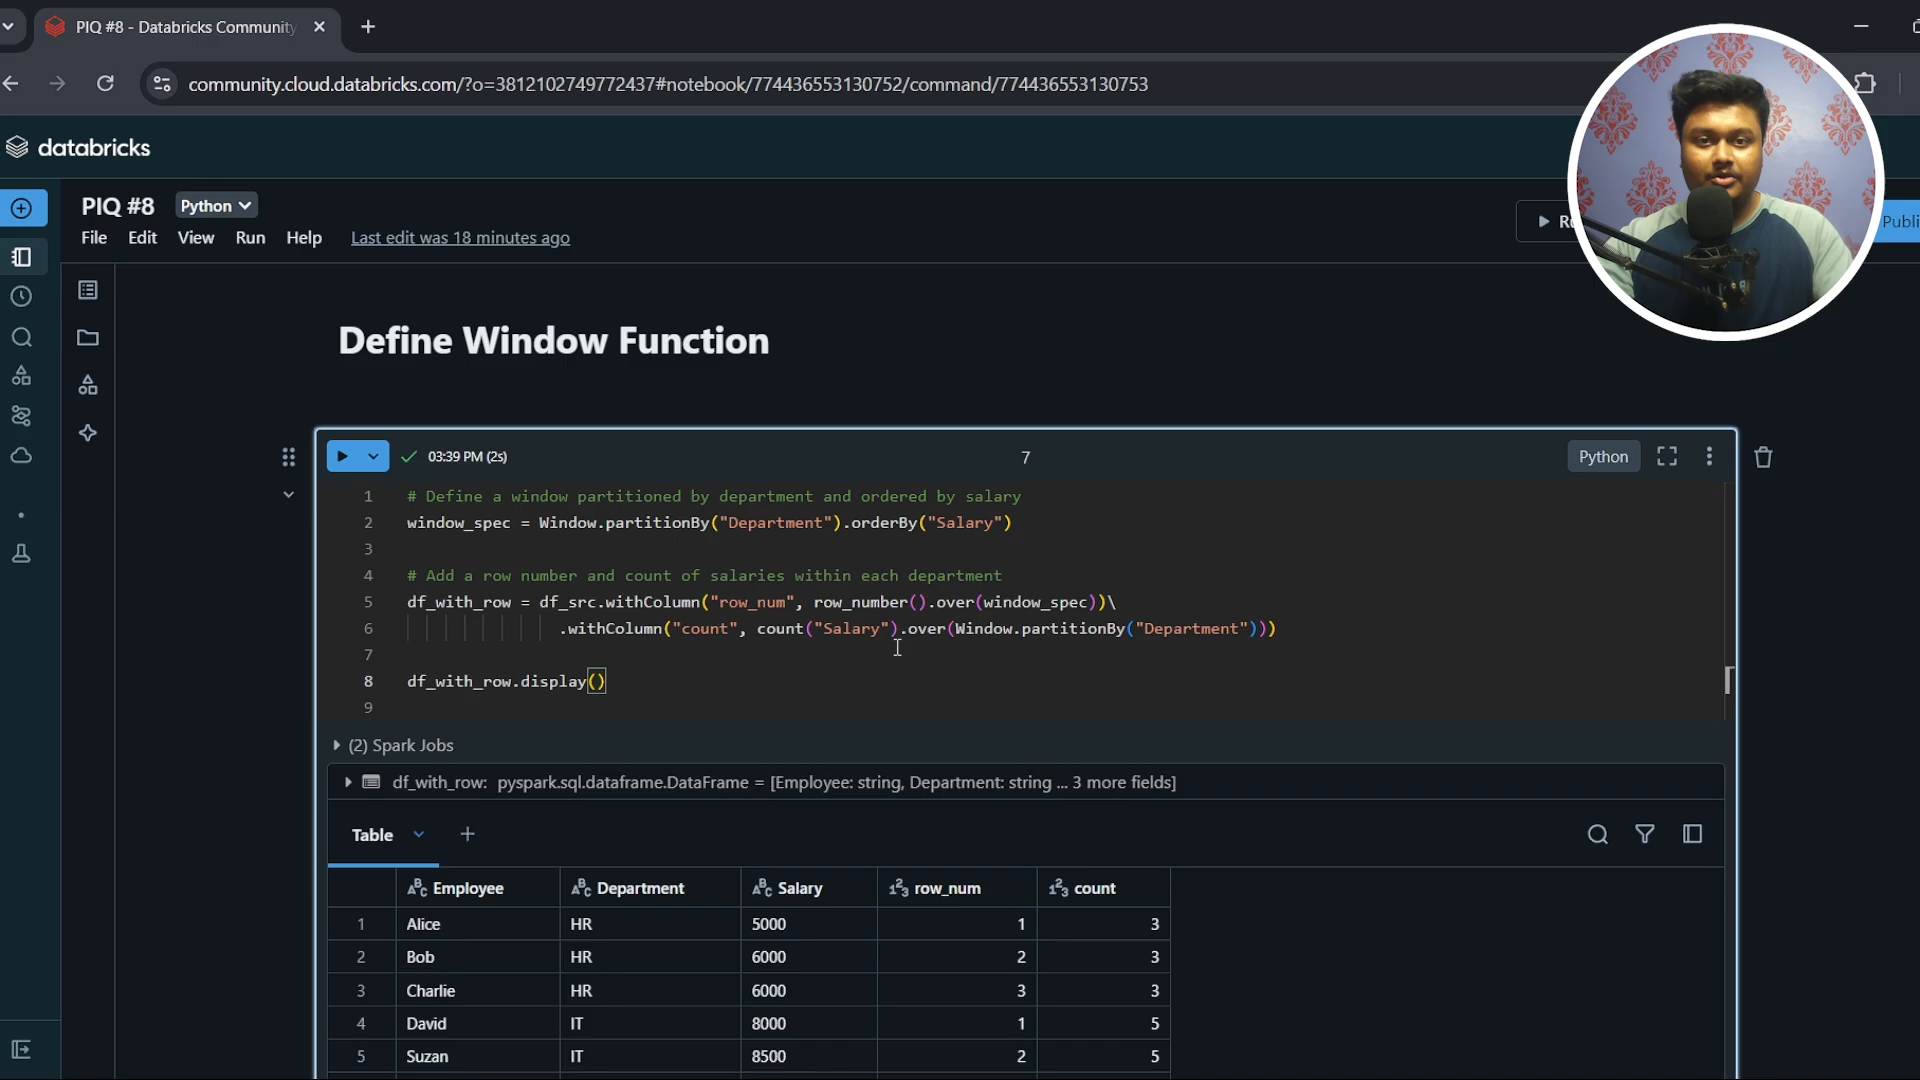 PIQ #8 - Databricks Community
community.cloud.databricks.com/?o=3812102749772437#notebook/774436553130752/command/774436553130753
databricks
PIQ #8 Python
File Edit View Run Help Last edit was 18 minutes ago
Define Window Function
03:39 PM (2s) 7 Python
1 # Define a window partitioned by department and ordered by salary
2 window_spec = Window.partitionBy("Department").orderBy("Salary")
3
4 # Add a row number and count of salaries within each department
5 df_with_row = df_src.withColumn("row_num", row_number().over(window_spec))\
6 .withColumn("count", count("Salary").over(Window.partitionBy("Department")))
7
8 df_with_row.display()
9
(2) Spark Jobs
df_with_row: pyspark.sql.dataframe.DataFrame = [Employee: string, Department: string ... 3 more fields]
Table
Employee Department Salary row_num count
1 Alice HR 5000 1 3
2 Bob HR 6000 2 3
3 Charlie HR 6000 3 3
4 David IT 8000 1 5
5 Suzan IT 8500 2 5